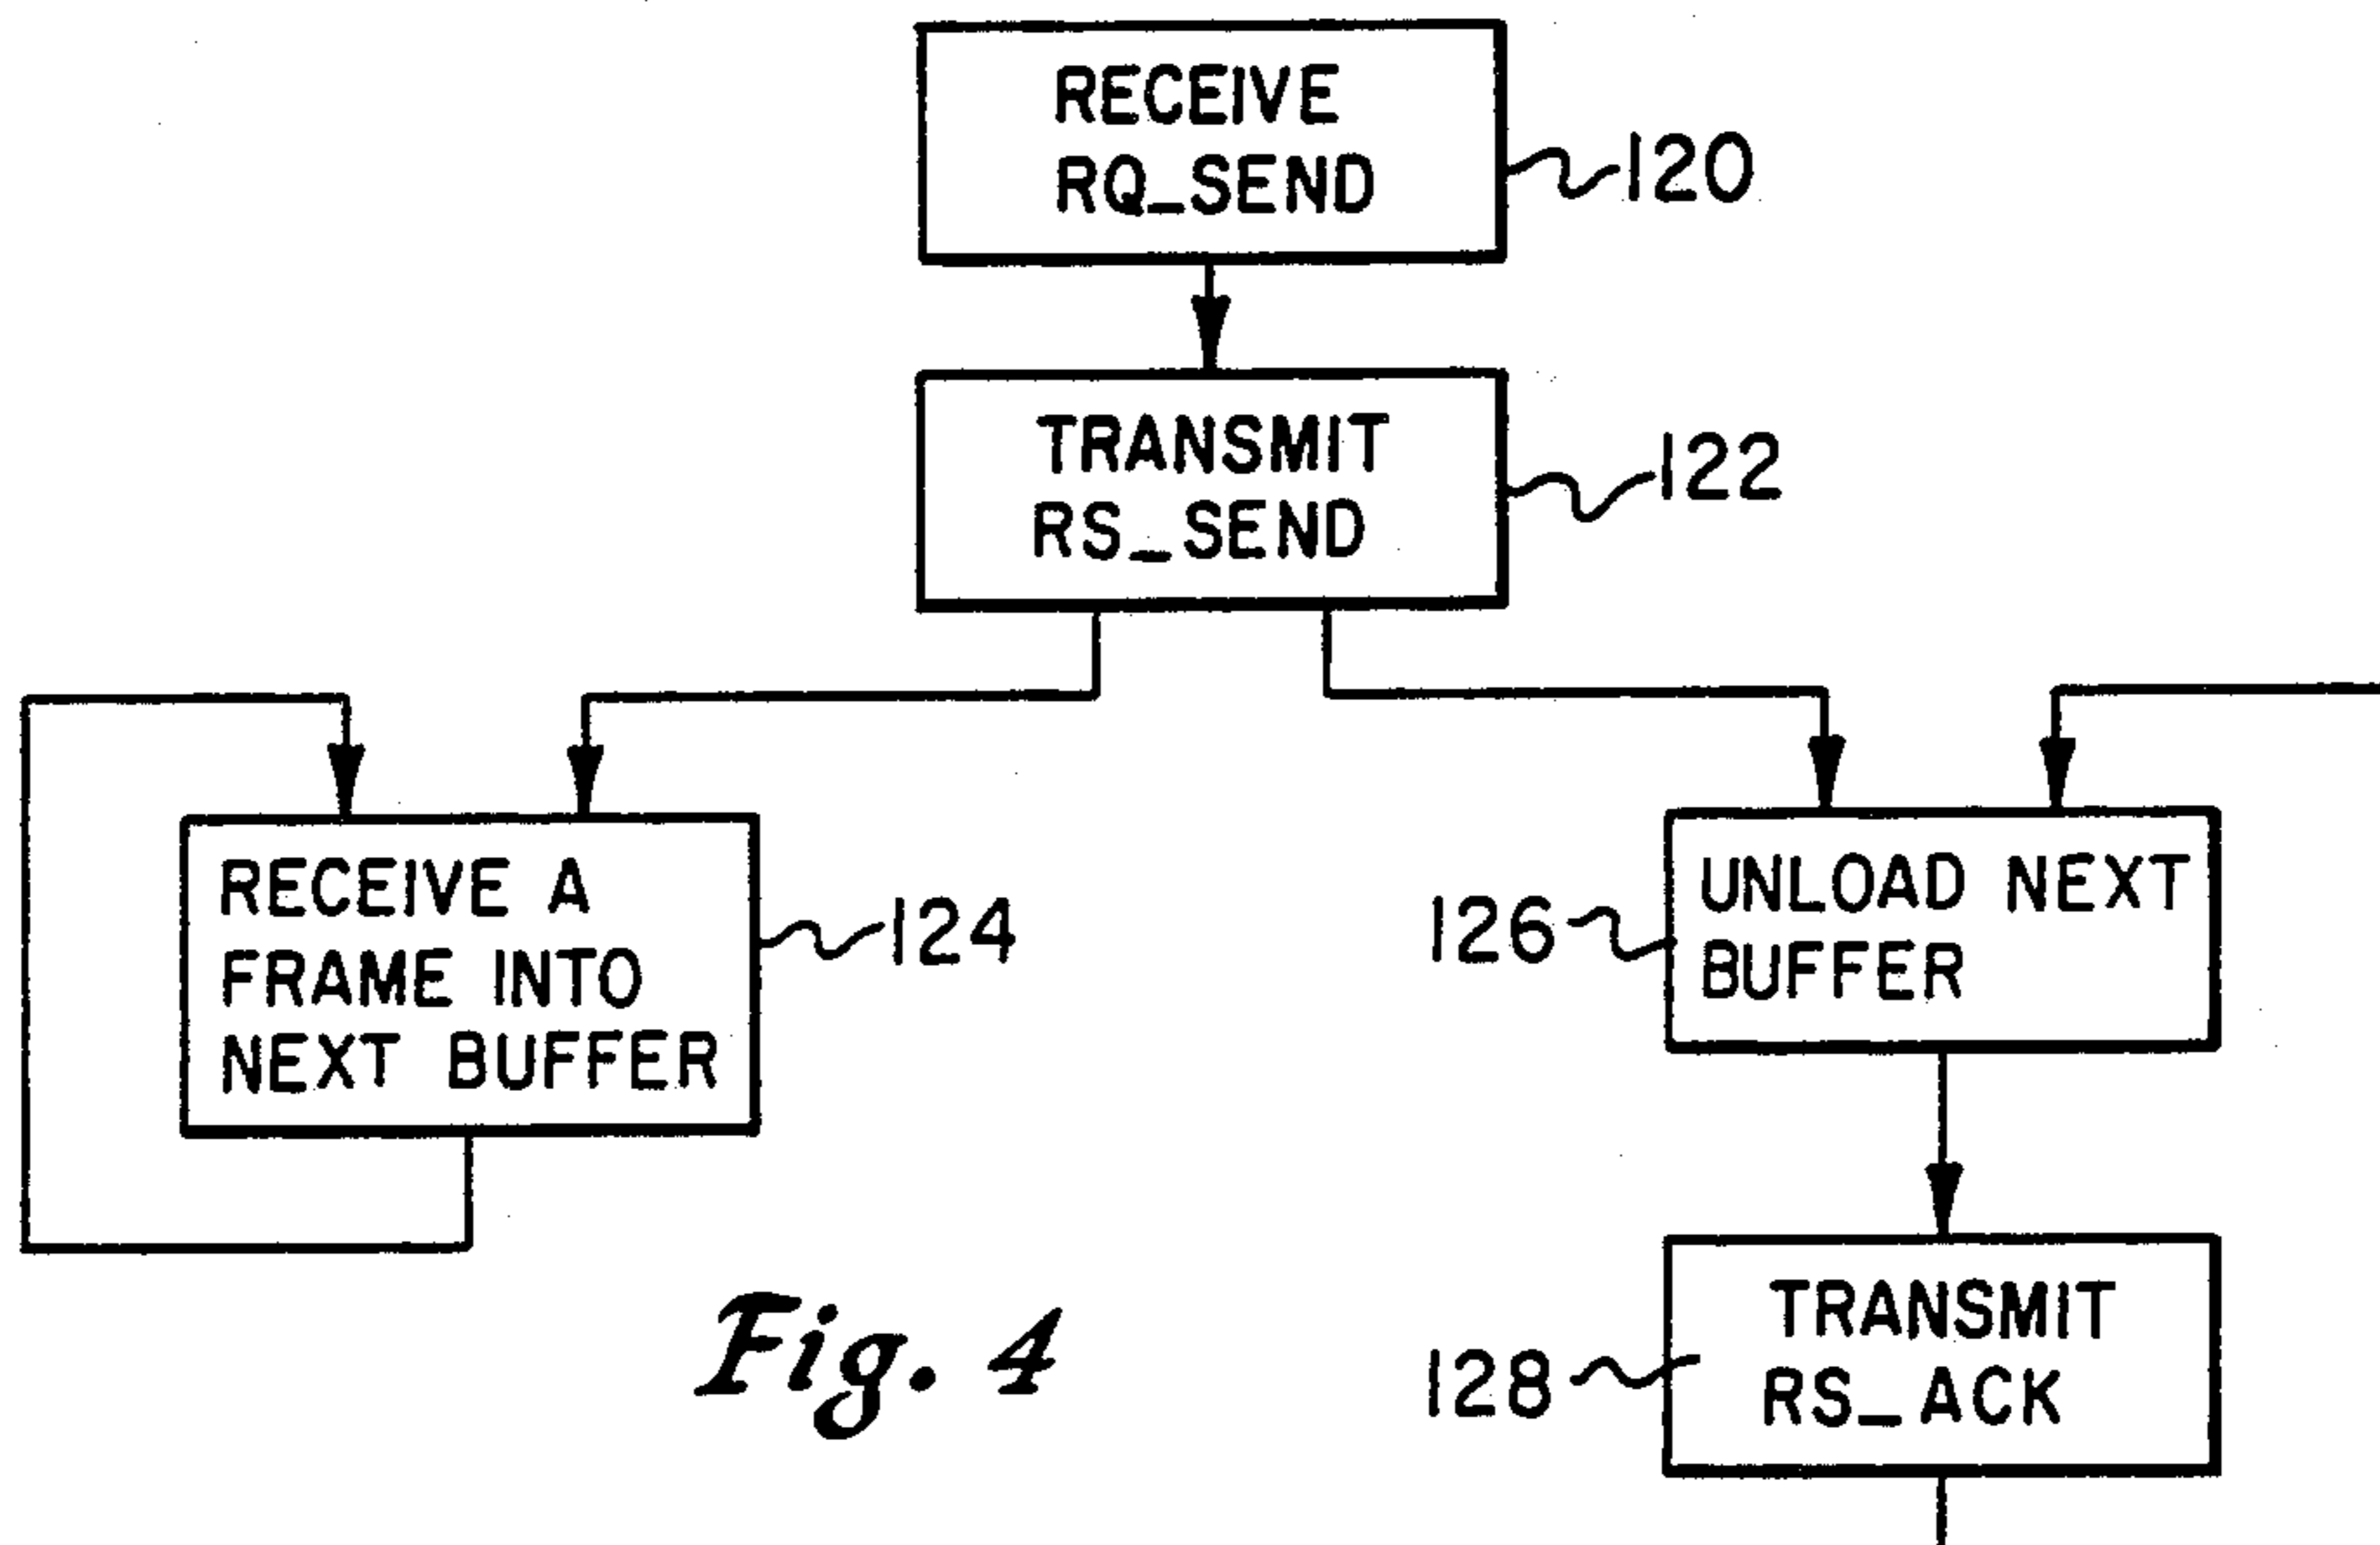 RECEIVE
RQ_SEND
120
TRANSMIT
RS_SEND
122
RECEIVE A
FRAME INTO
NEXT BUFFER
124
126
UNLOAD NEXT
BUFFER
128
TRANSMIT
RS_ACK
Fig. 4